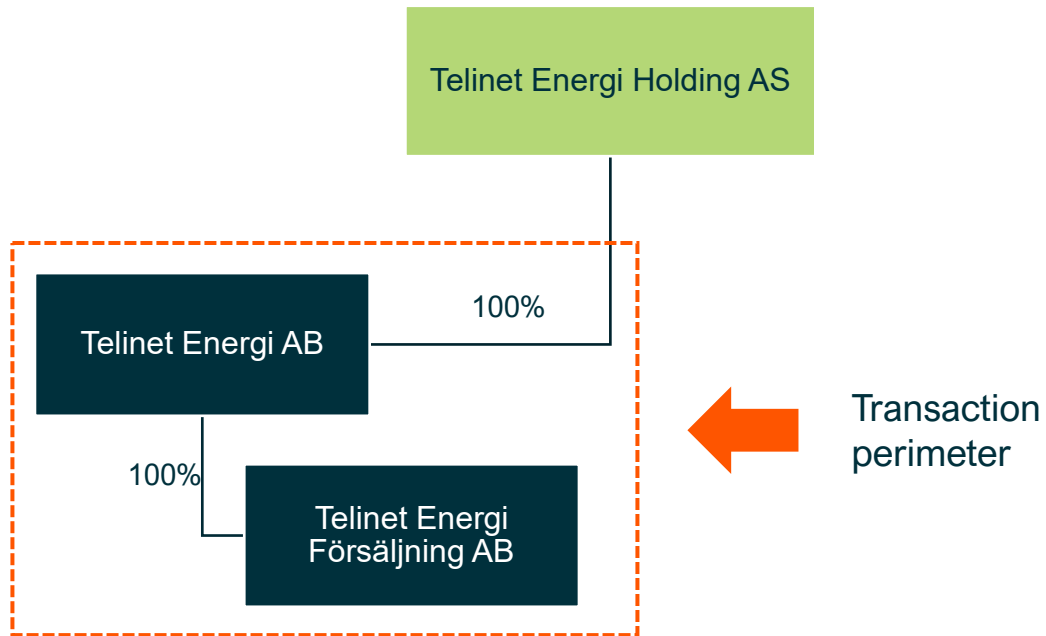 Telinet Energi Holding AS
100%
Telinet Energi AB
Transaction
perimeter
100%
Telinet Energi
Försäljning AB